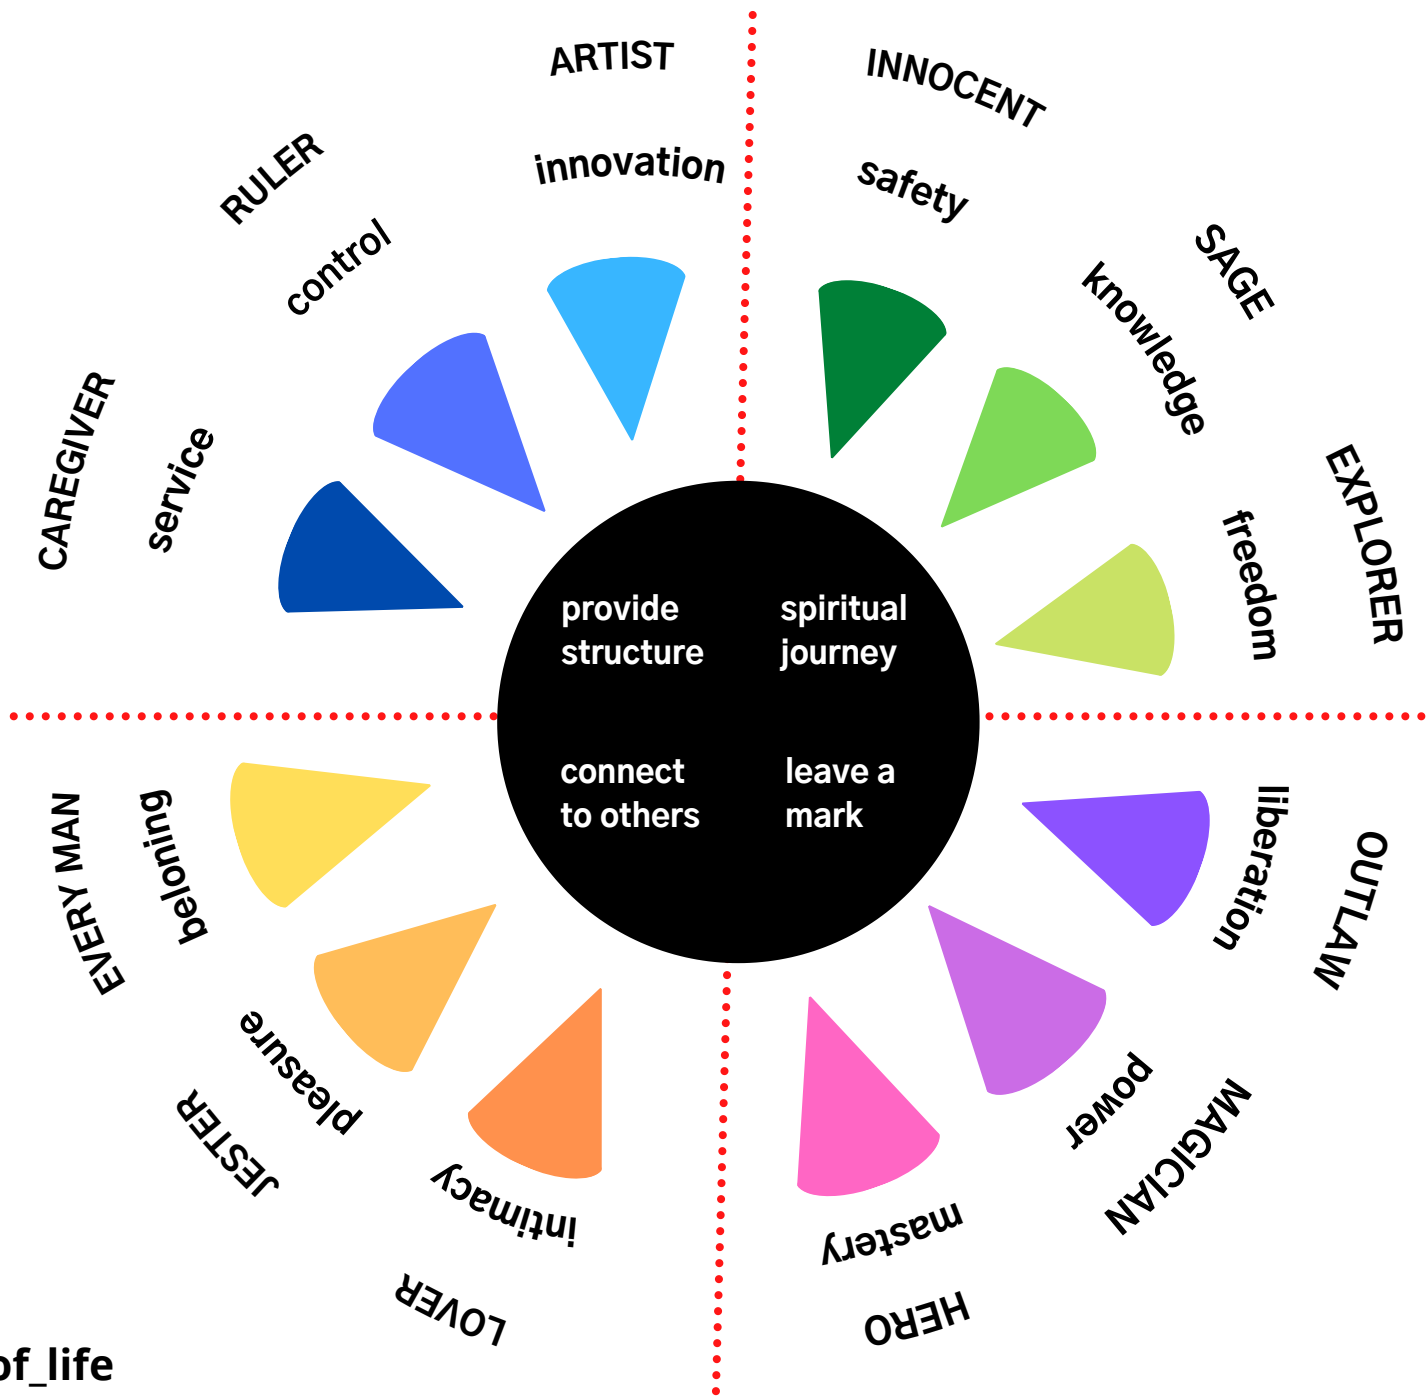 ARTIST
innovation
INNOCENT
safety
SAGE
knowledge
EXPLORER
freedom
OUTLAW
liberation
MAGICIAN
power
HERO
mastery
LOVER
intimacy
JESTER
pleasure
EVERY MAN
beloning
CAREGIVER
service
RULER
control
provide
structure
spiritual
journey
connect
to others
leave a
mark
of_life